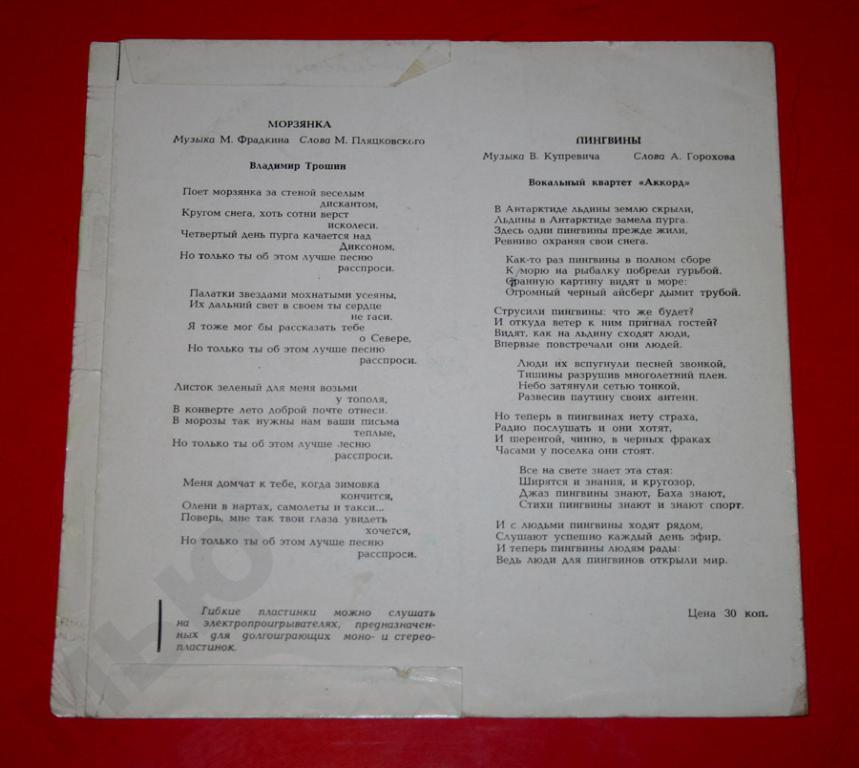 МОРЗЯНКА
Музыка М. Фрадкина Слова М. Пляцковского
Владимир Трошин
Поет морзянка за стеной веселым
дискантом,
Кругом снега, хоть сотни верст
исколеси.
Четвертый день пурга качается над
Диксоном,
Но только ты об этом лучше песню
расспроси.
Палатки звездами мохнатыми усеяны,
Их дальний свет в своем ты сердце
не гаси.
Я тоже мог бы рассказать тебе
о Севере,
Но только ты об этом лучше песню
расспроси.
Листок зеленый для меня возьми
у тополя,
В конверте лето доброй почте отнеси.
В морозы так нужны нам ваши письма
теплые,
Но только ты об этом лучше песню
расспроси.
Меня домчат к тебе, когда зимовка
кончится,
Олени в нартах, самолеты и такси...
Поверь, мне так твои глаза увидеть
хочется,
Но только ты об этом лучше песню
расспроси.
Гибкие пластинки можно слушать
на электропроигрывателях, предназначен-
ных для долгоиграющих моно- и стерео-
пластинок.
ПИНГВИНЫ
Музыка В. Купревича Слова А. Горохова
Вокальный квартет «Аккорд»
В Антарктиде льдины землю скрыли,
Льдины в Антарктиде замела пурга.
Здесь одни пингвины прежде жили,
Ревниво охраняя свои снега.
Как-то раз пингвины в полном сборе
К морю на рыбалку побрели гурьбой.
Странную картину видят в море:
Огромный черный айсберг дымит трубой.
Струсили пингвины: что же будет?
И откуда ветер к ним пригнал гостей?
Видят, как на льдину сходят люди,
Впервые повстречали они людей.
Люди их вспугнули песней звонкой,
Тишины разрушив многолетний плен.
Небо затянули сетью тонкой,
Развесив паутину своих антенн.
Но теперь в пингвинах нету страха,
Радио послушать и они хотят,
И шеренгой, чинно, в черных фраках
Часами у поселка они стоят.
Все на свете знает эта стая:
Ширятся и знания, и кругозор,
Джаз пингвины знают, Баха знают,
Стихи пингвины знают и знают спорт.
И с людьми пингвины ходят рядом,
Слушают успешно каждый день эфир.
И теперь пингвины людям рады:
Ведь люди для пингвинов открыли мир.
Цена 30 коп.